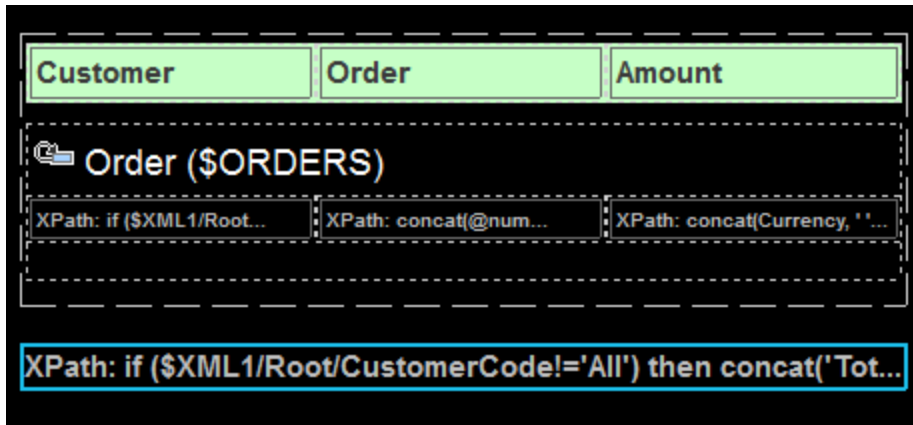 Customer Order Amount
Order ($ORDERS)
XPath: if ($XML1/Root... XPath: concat(@num... XPath: concat(Currency, ' '...
XPath: if ($XML1/Root/CustomerCode!='All') then concat('Tot...